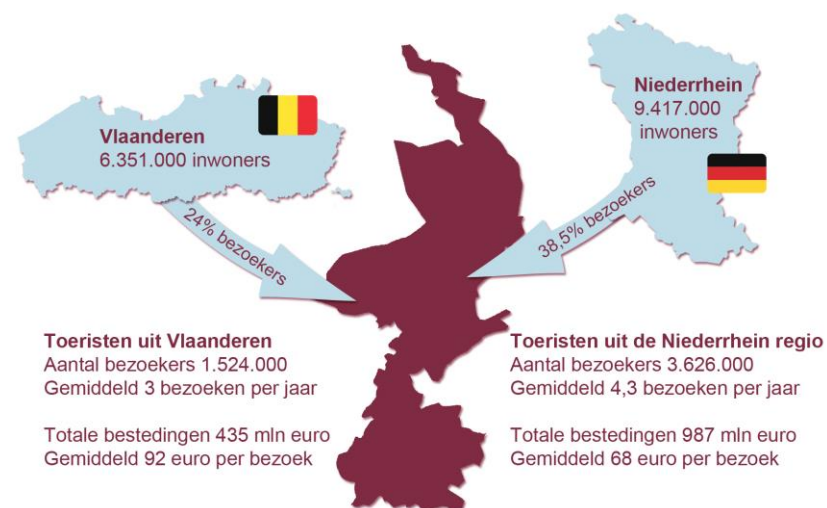 Vlaanderen
6.351.000 inwoners
Niederrhein
9.417.000
inwoners
24% bezoekers
38,5% bezoekers
Toeristen uit Vlaanderen
Aantal bezoekers 1.524.000
Gemiddeld 3 bezoeken per jaar
Totale bestedingen 435 mln euro
Gemiddeld 92 euro per bezoek
Toeristen uit de Niederrhein regio
Aantal bezoekers 3.626.000
Gemiddeld 4,3 bezoeken per jaar
Totale bestedingen 987 mln euro
Gemiddeld 68 euro per bezoek